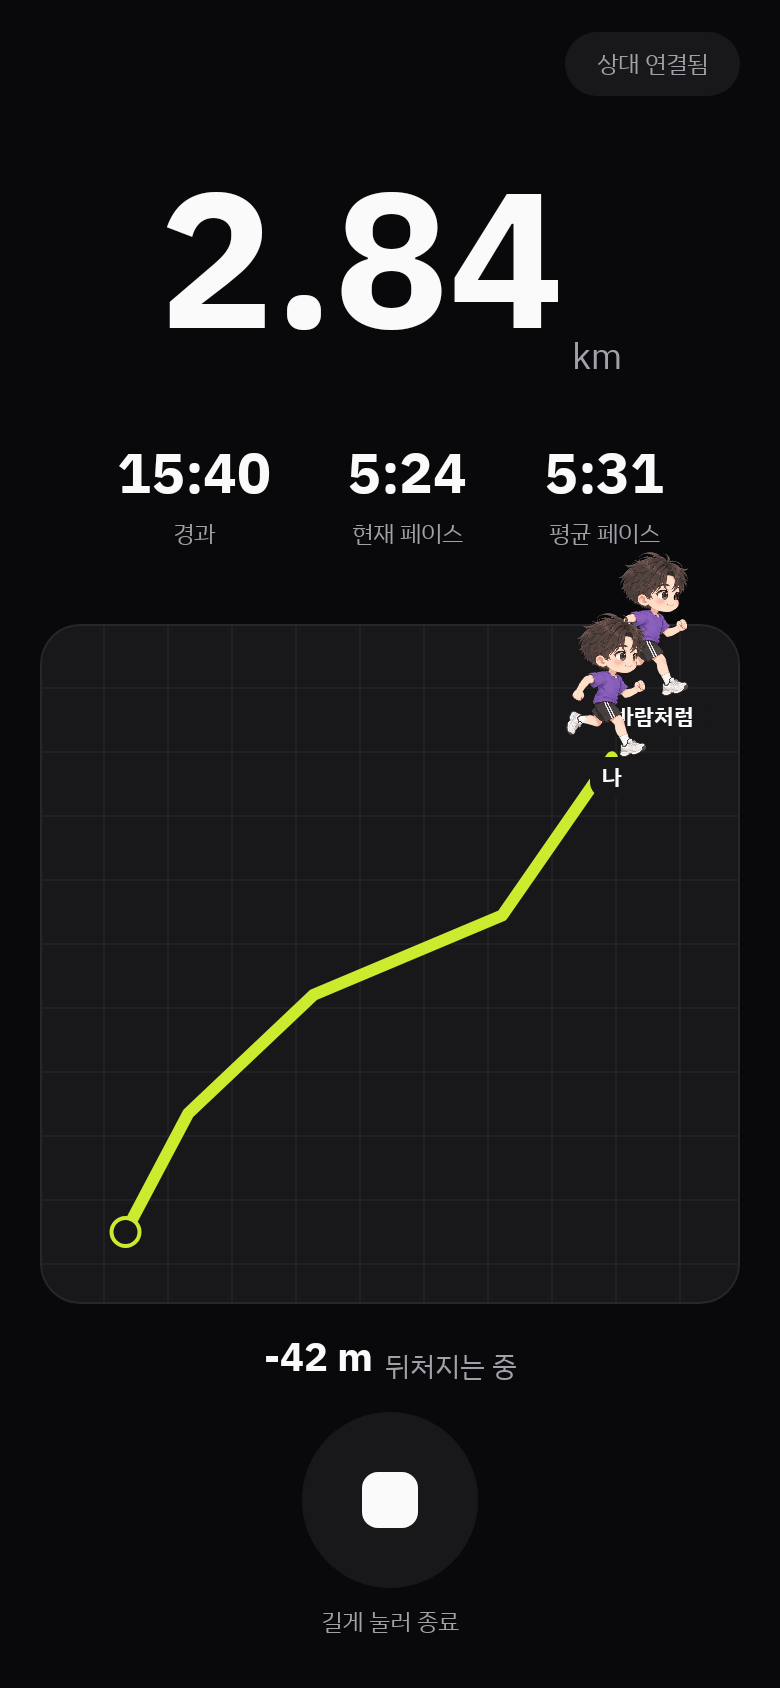 상대 연결됨
2.84 km
15:40 5:24 5:31
경과 현재 페이스 평균 페이스
바람처럼
나
-42 m 뒤처지는 중
길게 눌러 종료